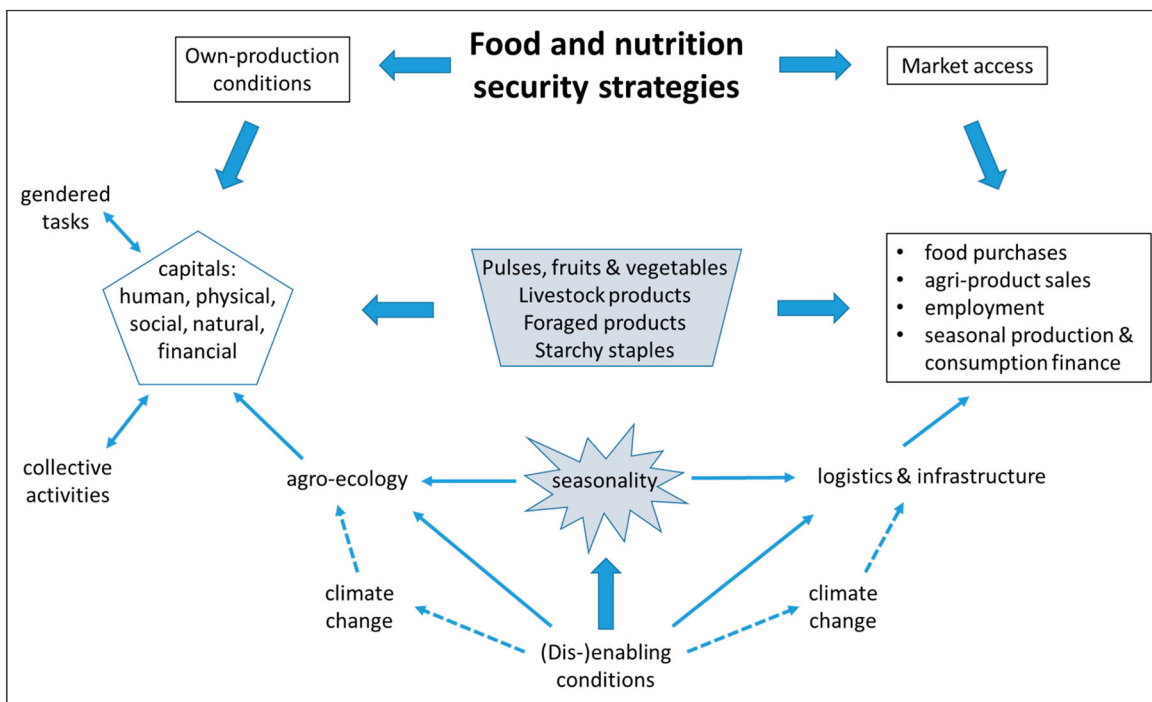 Food and nutrition
security strategies
Own-production
conditions
Market access
gendered
tasks
capitals:
human, physical,
social, natural,
financial
Pulses, fruits & vegetables
Livestock products
Foraged products
Starchy staples
• food purchases
• agri-product sales
• employment
• seasonal production &
consumption finance
collective
activities
agro-ecology
seasonality
logistics & infrastructure
climate
change
climate
change
(Dis-)enabling
conditions